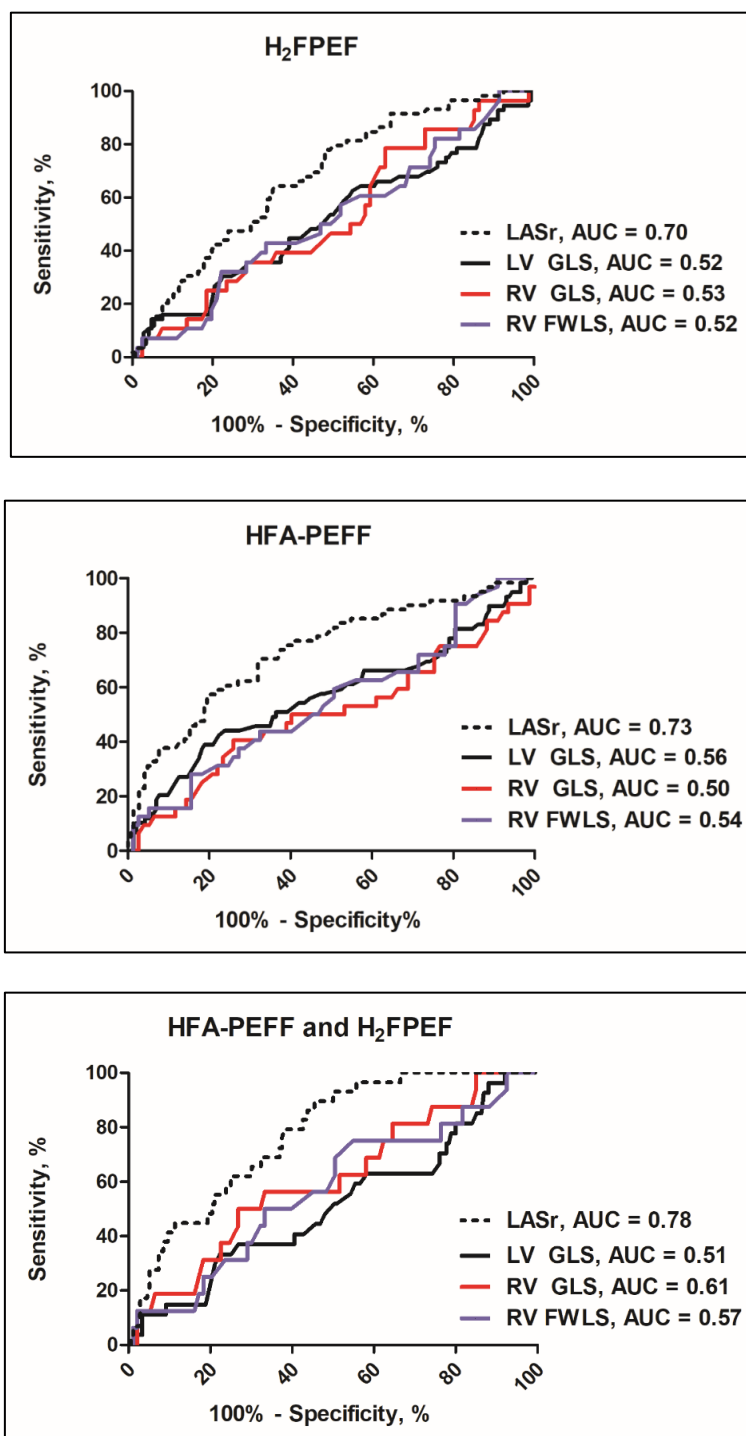 H₂FPEF
100
80
60
40
20
0
Sensitivity, %
LASr, AUC = 0.70
LV GLS, AUC = 0.52
RV GLS, AUC = 0.53
RV FWLS, AUC = 0.52
0 20 40 60 80 100
100% - Specificity, %
HFA-PEFF
100
80
60
40
20
0
Sensitivity, %
LASr, AUC = 0.73
LV GLS, AUC = 0.56
RV GLS, AUC = 0.50
RV FWLS, AUC = 0.54
0 20 40 60 80 100
100% - Specificity%
HFA-PEFF and H₂FPEF
100
80
60
40
20
0
Sensitivity, %
LASr, AUC = 0.78
LV GLS, AUC = 0.51
RV GLS, AUC = 0.61
RV FWLS, AUC = 0.57
0 20 40 60 80 100
100% - Specificity, %